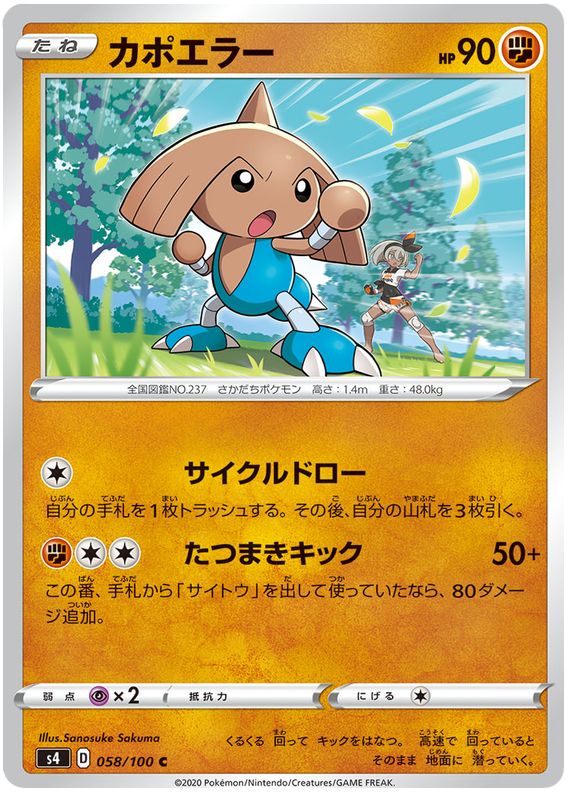 たね カポエラー HP90
全国図鑑NO.237 さかだちポケモン 高さ：1.4m 重さ：48.0kg
サイクルドロー
自分の手札を1枚トラッシュする。その後、自分の山札を3枚引く。
たつまきキック 50+
この番、手札から「サイトウ」を出して使っていたなら、80ダメー
ジ追加。
弱点 ×2 抵抗力 にげる
Illus.Sanosuke Sakuma
s4 D 058/100 C
くるくる 回って キックをはなつ。 高速で 回っていると
そのまま 地面に 潜っていく。
©2020 Pokémon/Nintendo/Creatures/GAME FREAK.